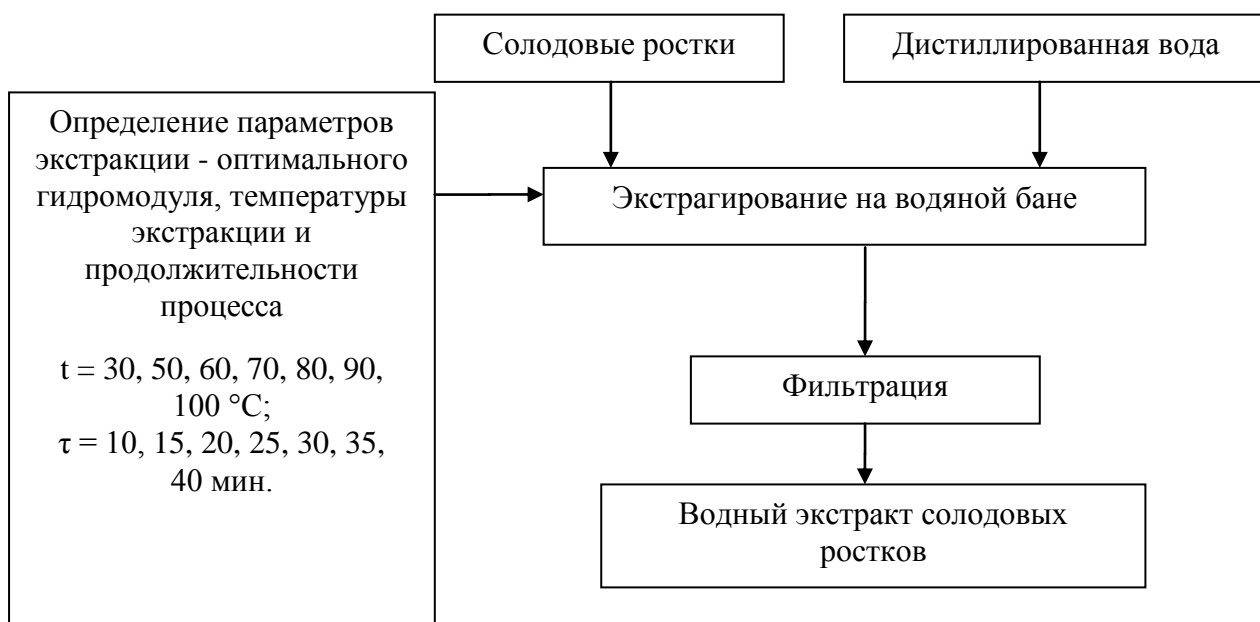 Солодовые ростки
Дистиллированная вода
Определение параметров
экстракции - оптимального
гидромодуля, температуры
экстракции и
продолжительности
процесса
t = 30, 50, 60, 70, 80, 90,
100 °С;
τ = 10, 15, 20, 25, 30, 35,
40 мин.
Экстрагирование на водяной бане
Фильтрация
Водный экстракт солодовых
ростков